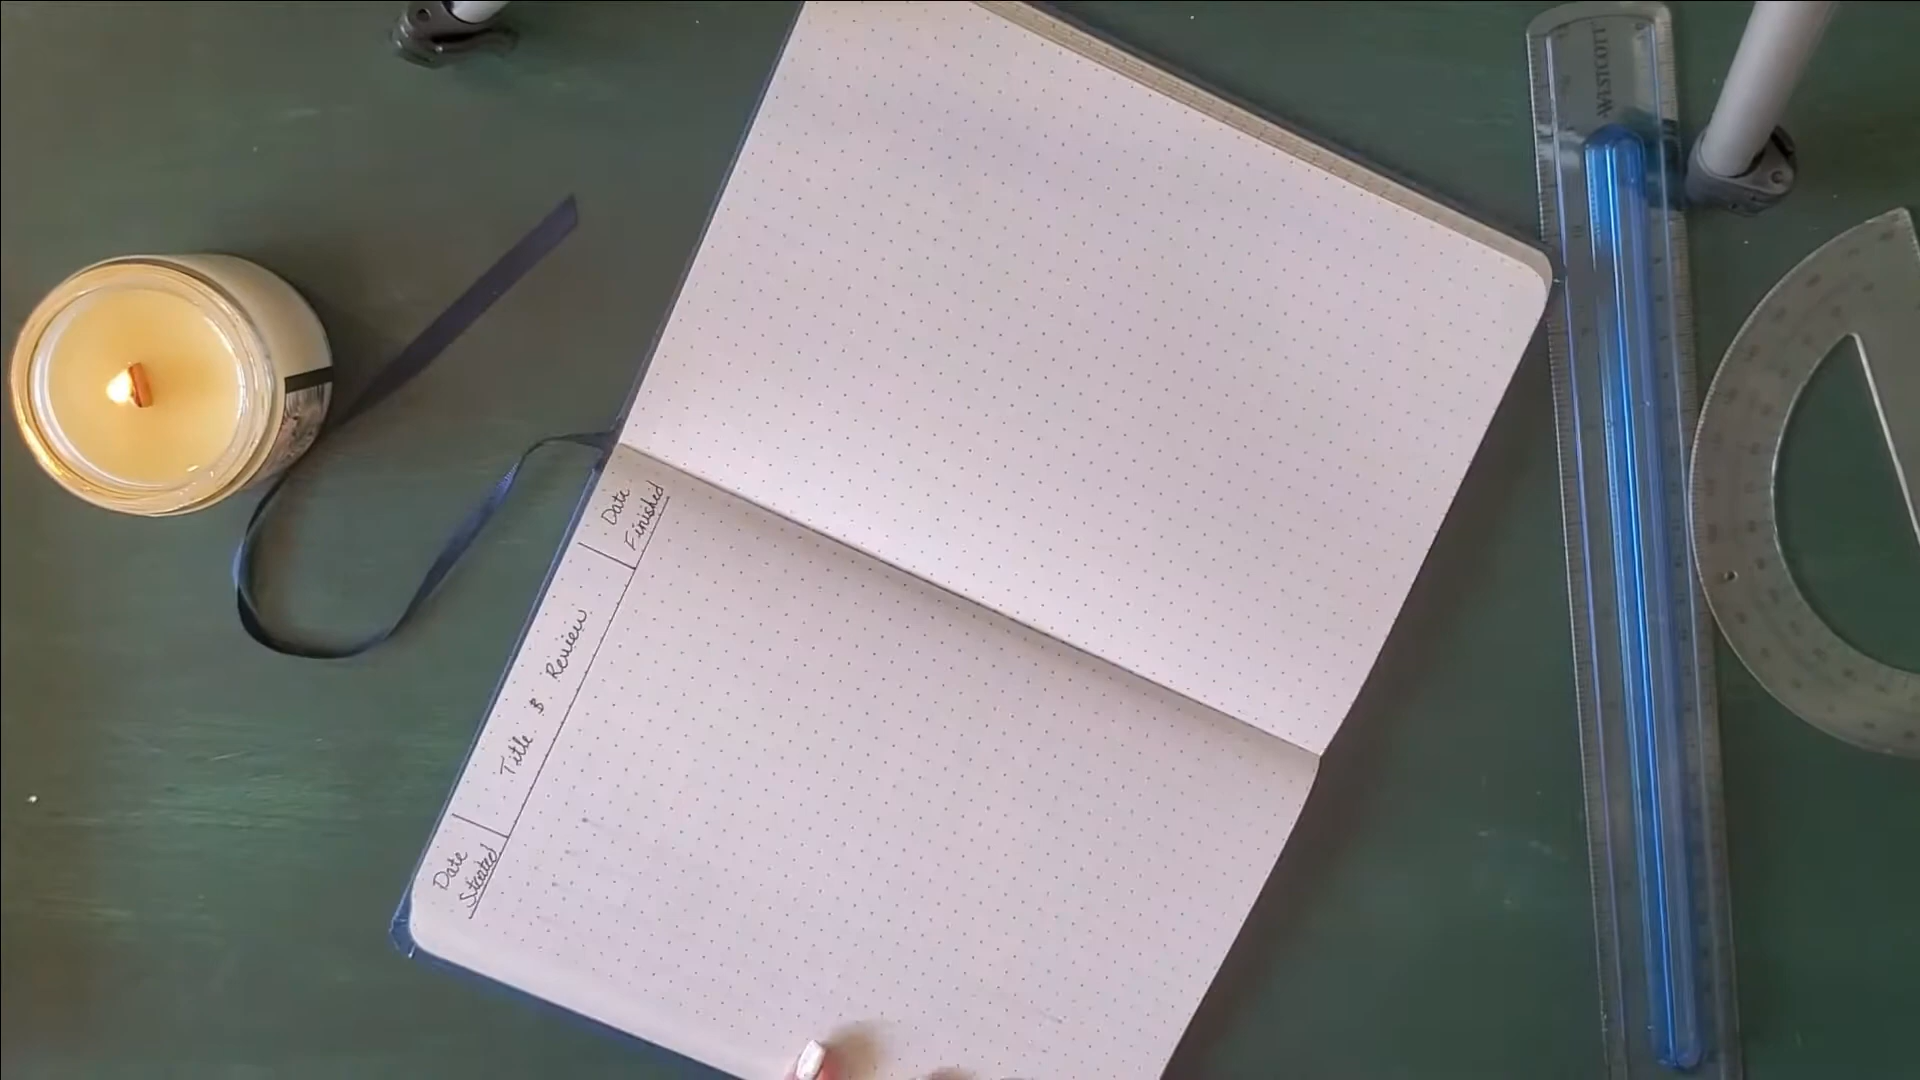 Date
Started
Title & Review
Date
Finished
WESTCOTT